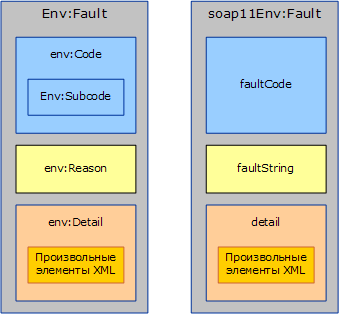 Env:Fault
env:Code
Env:Subcode
env:Reason
env:Detail
Произвольные
элементы XML
soap11Env:Fault
faultCode
faultString
detail
Произвольные
элементы XML